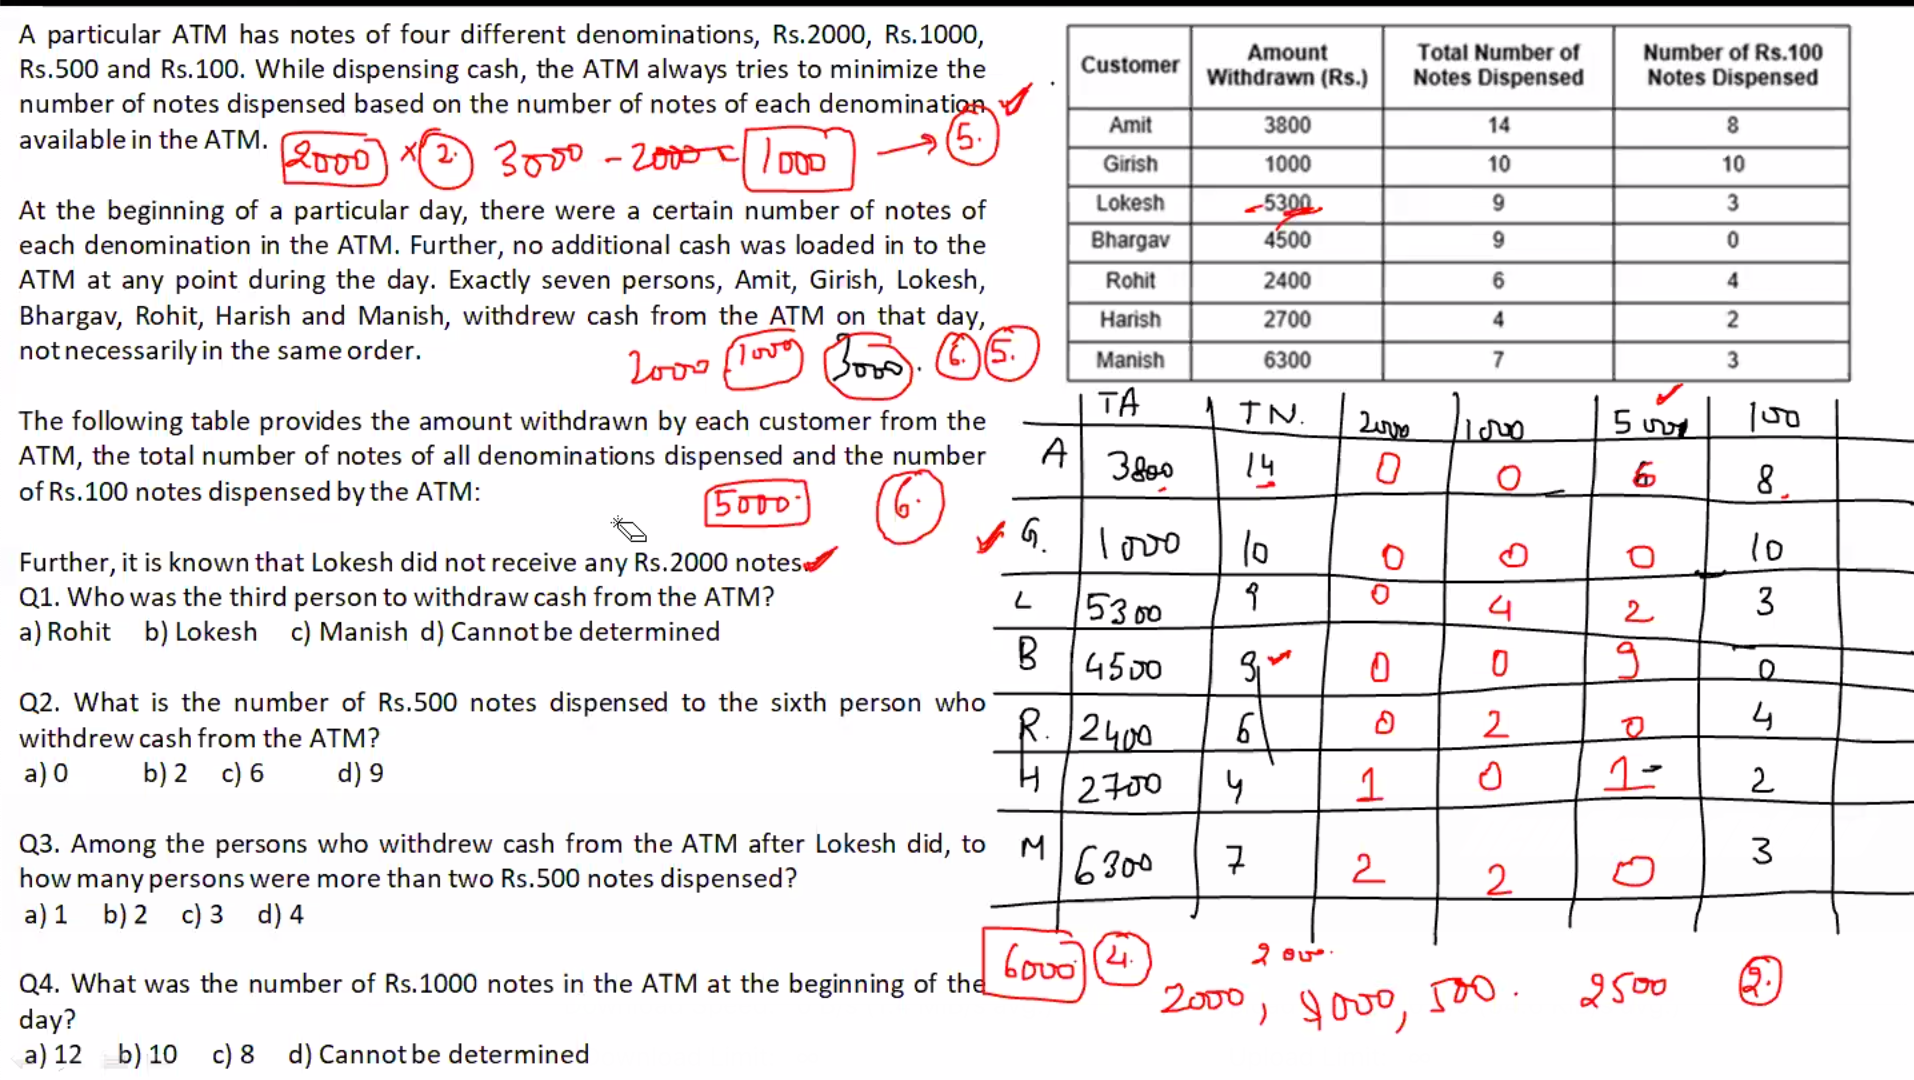 A particular ATM has notes of four different denominations, Rs.2000, Rs.1000,
Rs.500 and Rs.100. While dispensing cash, the ATM always tries to minimize the
number of notes dispensed based on the number of notes of each denomination
available in the ATM.
2000 × 2. 3000 - 2000 = 1000 → 5.
At the beginning of a particular day, there were a certain number of notes of
each denomination in the ATM. Further, no additional cash was loaded in to the
ATM at any point during the day. Exactly seven persons, Amit, Girish, Lokesh,
Bhargav, Rohit, Harish and Manish, withdrew cash from the ATM on that day,
not necessarily in the same order.
2000 1000 3000. 6. 5.
The following table provides the amount withdrawn by each customer from the
ATM, the total number of notes of all denominations dispensed and the number
of Rs.100 notes dispensed by the ATM:
5000. 6.
Further, it is known that Lokesh did not receive any Rs.2000 notes
Q1. Who was the third person to withdraw cash from the ATM?
a) Rohit b) Lokesh c) Manish d) Cannot be determined
Q2. What is the number of Rs.500 notes dispensed to the sixth person who
withdrew cash from the ATM?
a) 0 b) 2 c) 6 d) 9
Q3. Among the persons who withdrew cash from the ATM after Lokesh did, to
how many persons were more than two Rs.500 notes dispensed?
a) 1 b) 2 c) 3 d) 4
Q4. What was the number of Rs.1000 notes in the ATM at the beginning of the
day?
a) 12 b) 10 c) 8 d) Cannot be determined
Customer Amount Withdrawn (Rs.) Total Number of Notes Dispensed Number of Rs.100 Notes Dispensed
Amit 3800 14 8
Girish 1000 10 10
Lokesh 5300 9 3
Bhargav 4500 9 0
Rohit 2400 6 4
Harish 2700 4 2
Manish 6300 7 3
TA TN. 2000 1000 500 100
A 3800 14 0 0 6 8
G. 1000 10 0 0 0 10
L 5300 9 0 4 2 3
B 4500 9 0 0 9 0
R. 2400 6 0 2 0 4
H 2700 4 1 0 1 2
M 6300 7 2 2 0 3
6000 4.
2000, 1000, 500. 2500 2.